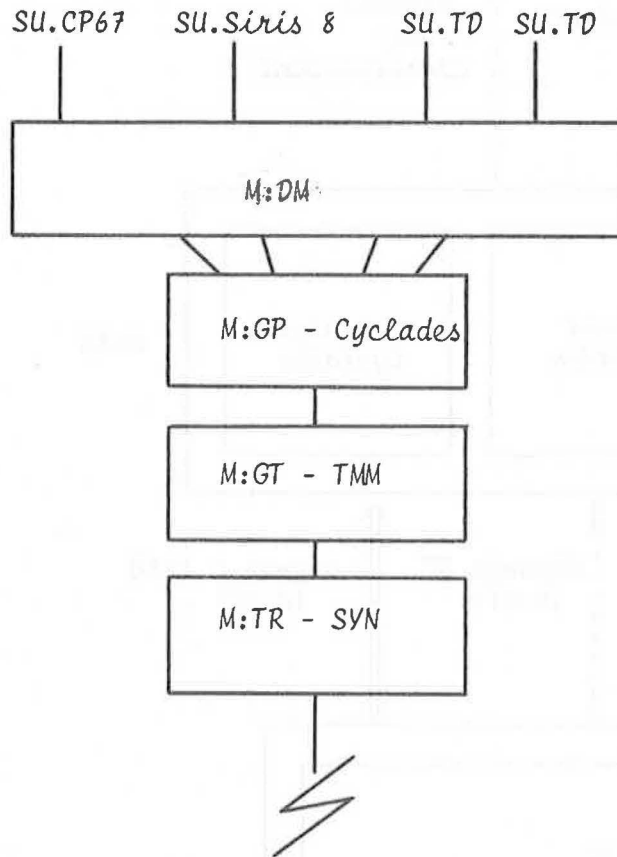 SU.CP67 SU.Siris 8 SU.TD SU.TD
M:DM
M:GP - Cyclades
M:GT - TMM
M:TR - SYN